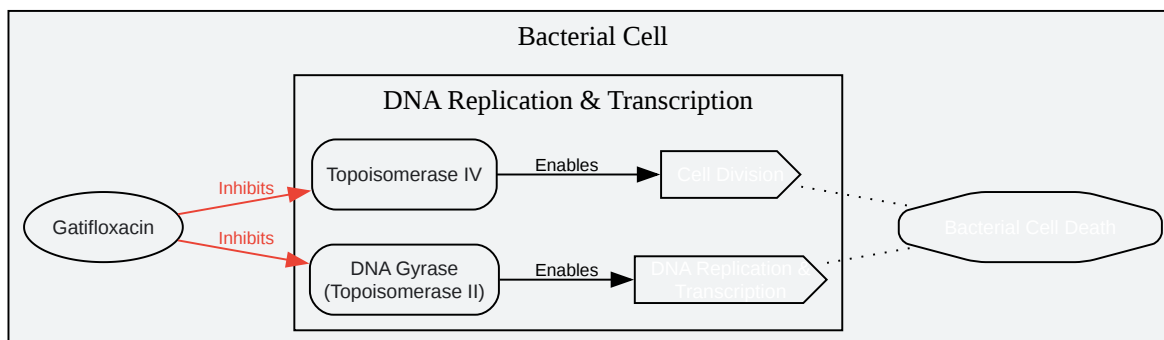 Bacterial Cell
DNA Replication & Transcription
Gatifloxacin
Inhibits
Inhibits
Topoisomerase IV
Enables
Cell Division
DNA Gyrase
(Topoisomerase II)
Enables
DNA Replication &
Transcription
Bacterial Cell Death